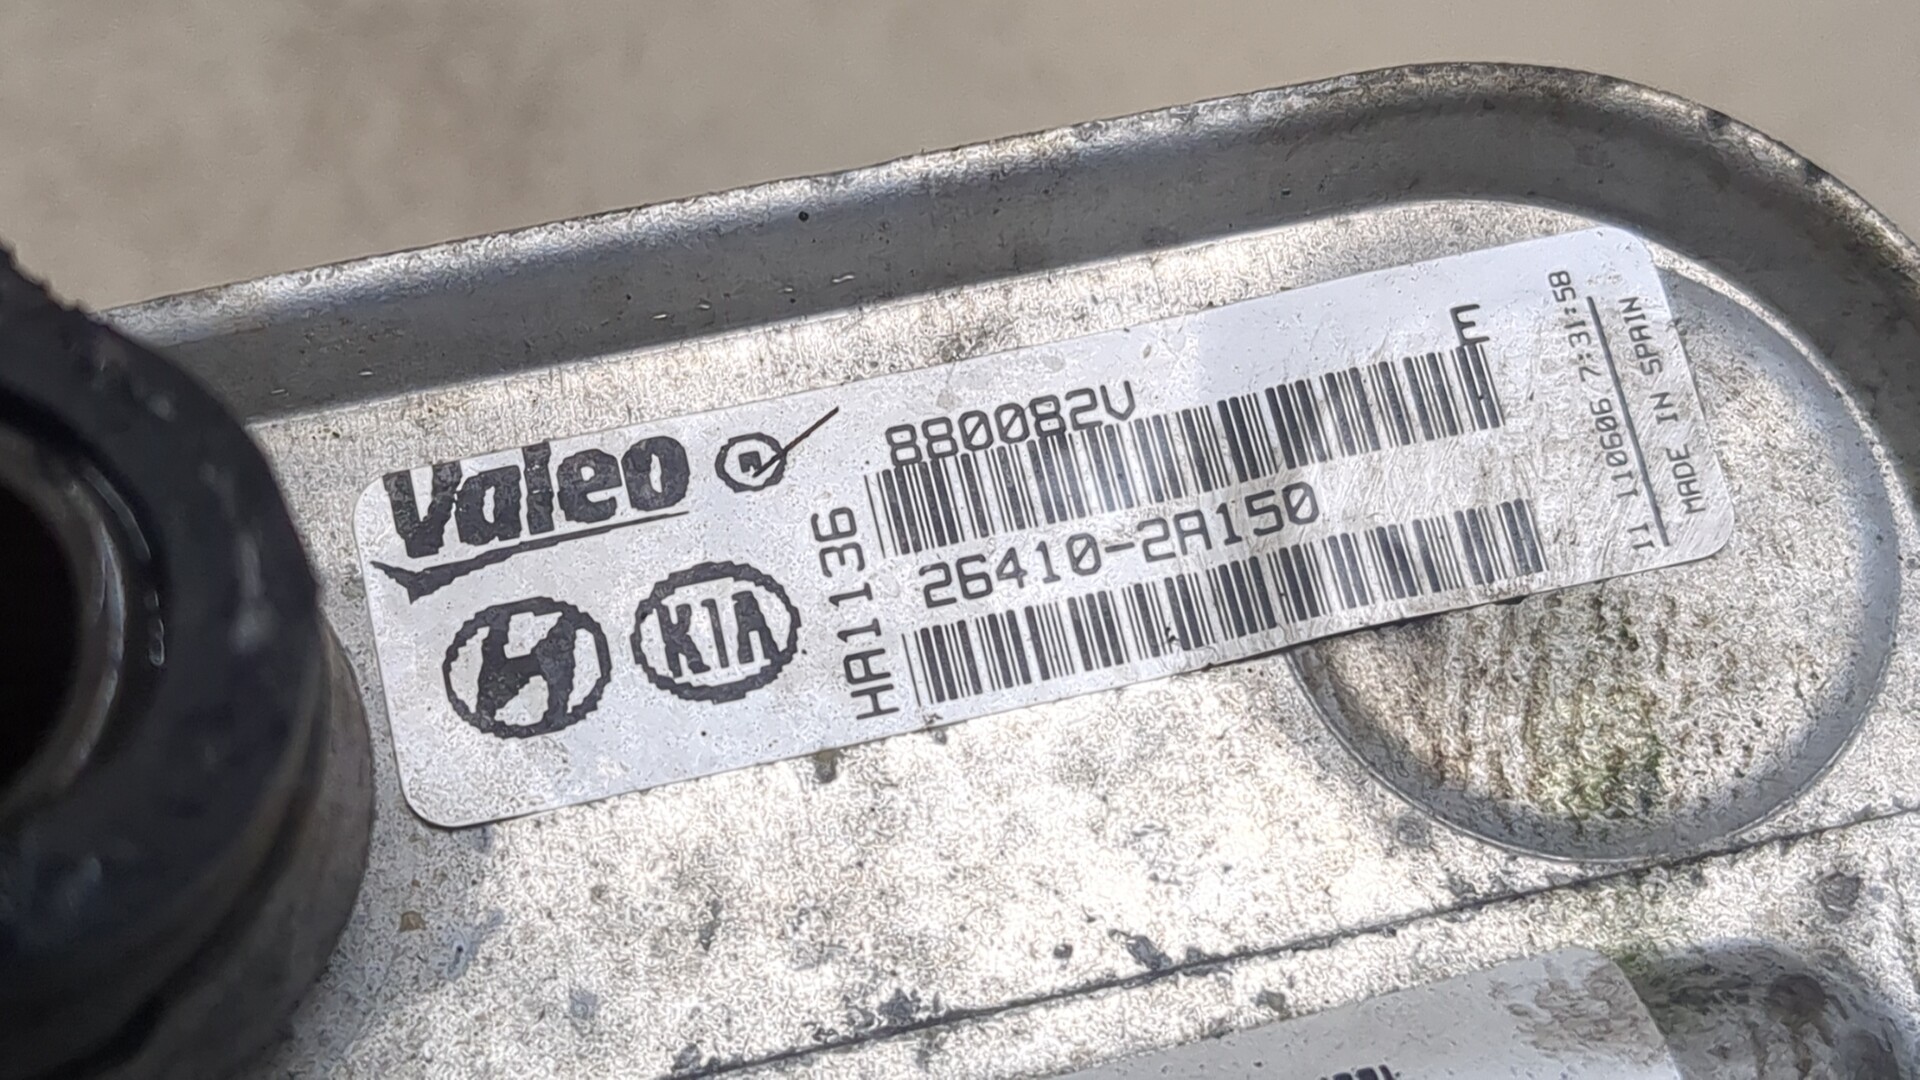 Valeo
880082V
E
26410-2A150
HA1136
KIA
11 110606 7:31:58
MADE IN SPAIN